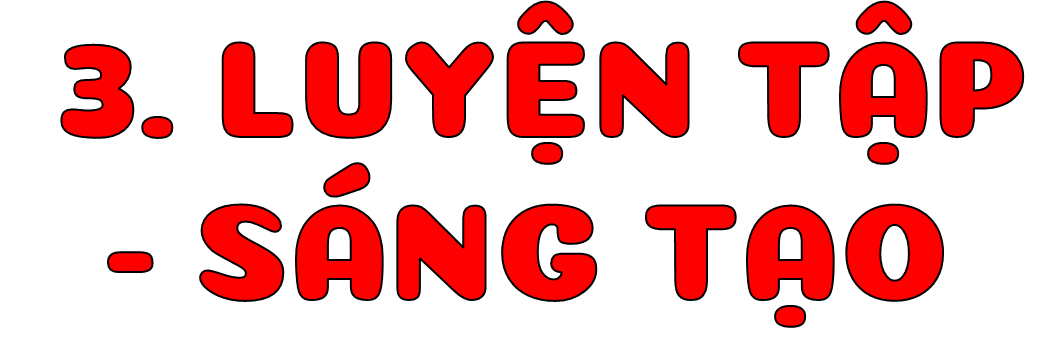 3. LUYỆN TẬP
- SÁNG TẠO